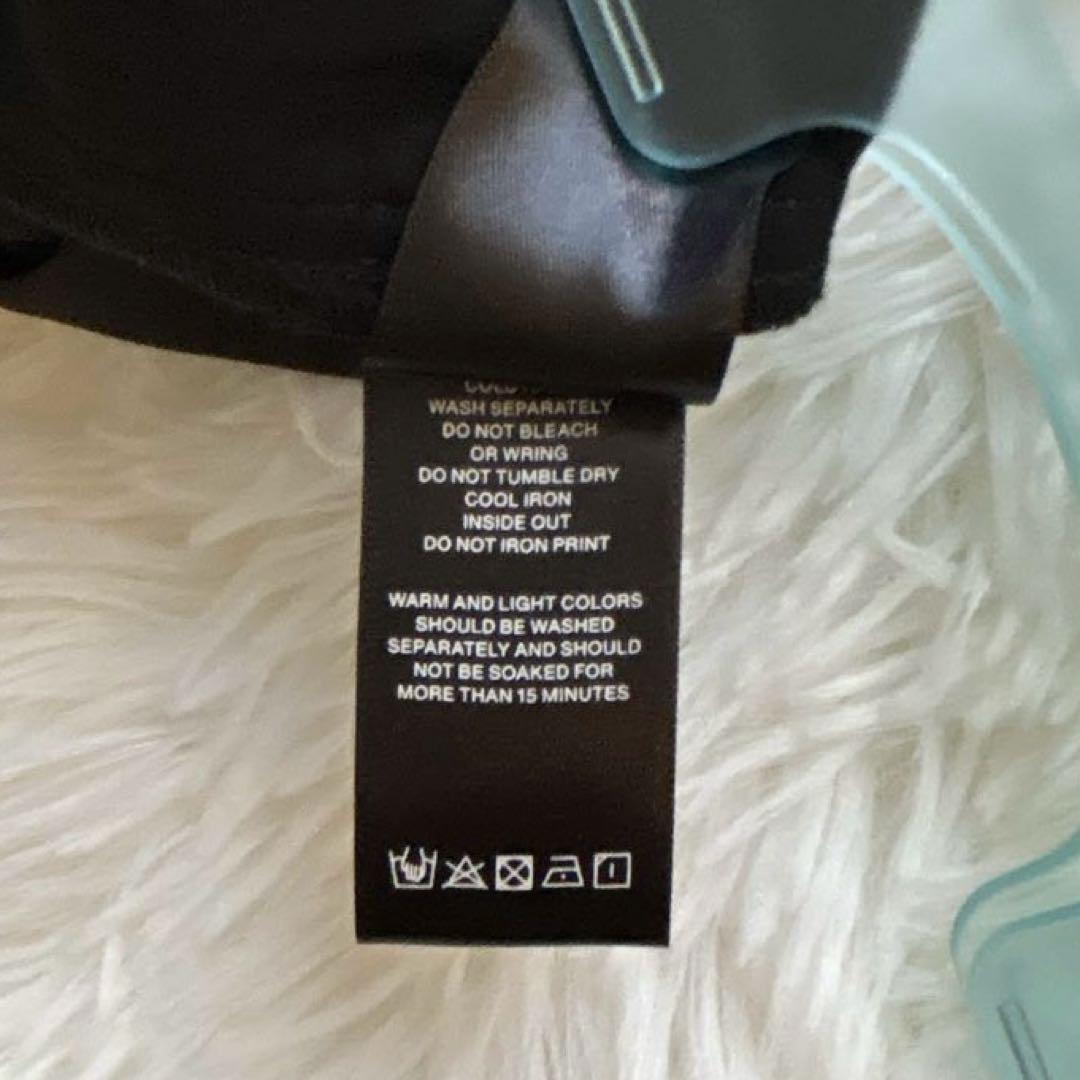 WASH SEPARATELY
DO NOT BLEACH
OR WRING
DO NOT TUMBLE DRY
COOL IRON
INSIDE OUT
DO NOT IRON PRINT
WARM AND LIGHT COLORS
SHOULD BE WASHED
SEPARATELY AND SHOULD
NOT BE SOAKED FOR
MORE THAN 15 MINUTES